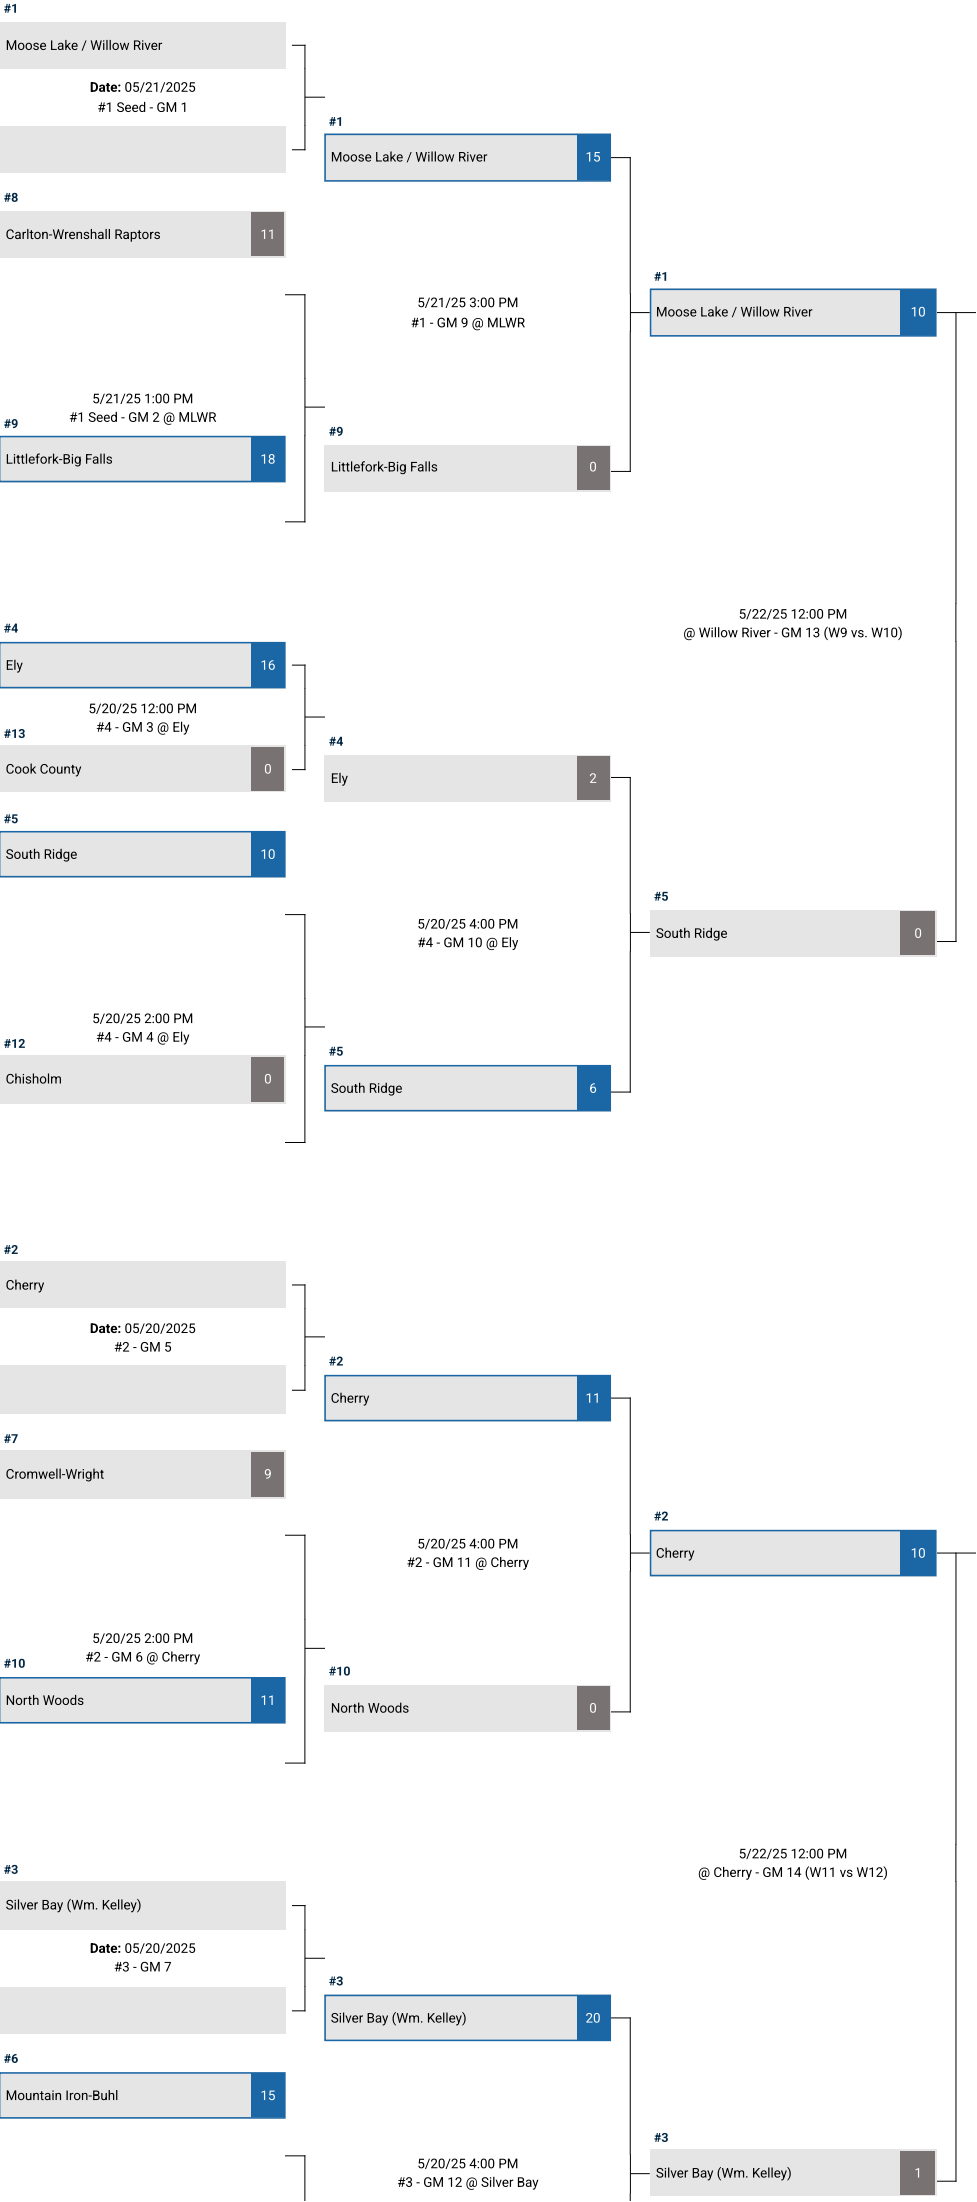 #1
Moose Lake / Willow River
Date: 05/21/2025
#1 Seed - GM 1
#8
Carlton-Wrenshall Raptors 11
5/21/25 1:00 PM
#1 Seed - GM 2 @ MLWR
#9
Littlefork-Big Falls 18
#4
Ely 16
5/20/25 12:00 PM
#4 - GM 3 @ Ely
#13
Cook County 0
#5
South Ridge 10
5/20/25 2:00 PM
#4 - GM 4 @ Ely
#12
Chisholm 0
#2
Cherry
Date: 05/20/2025
#2 - GM 5
#7
Cromwell-Wright 9
5/20/25 2:00 PM
#2 - GM 6 @ Cherry
#10
North Woods 11
#3
Silver Bay (Wm. Kelley)
Date: 05/20/2025
#3 - GM 7
#6
Mountain Iron-Buhl 15
#1
Moose Lake / Willow River 15
5/21/25 3:00 PM
#1 - GM 9 @ MLWR
#9
Littlefork-Big Falls 0
#4
Ely 2
5/20/25 4:00 PM
#4 - GM 10 @ Ely
#5
South Ridge 6
#2
Cherry 11
5/20/25 4:00 PM
#2 - GM 11 @ Cherry
#10
North Woods 0
#3
Silver Bay (Wm. Kelley) 20
5/20/25 4:00 PM
#3 - GM 12 @ Silver Bay
#1
Moose Lake / Willow River 10
5/22/25 12:00 PM
@ Willow River - GM 13 (W9 vs. W10)
#5
South Ridge 0
#2
Cherry 10
5/22/25 12:00 PM
@ Cherry - GM 14 (W11 vs W12)
#3
Silver Bay (Wm. Kelley) 1